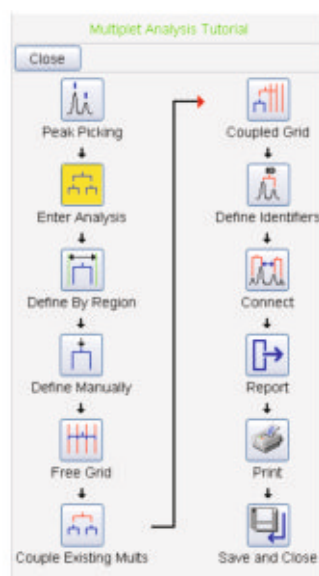 Multiplet Analysis Tutorial
Close
Peak Picking
Enter Analysis
Define By Region
Define Manually
Free Grid
Couple Existing Mults
Coupled Grid
Define Identifiers
Connect
Report
Print
Save and Close